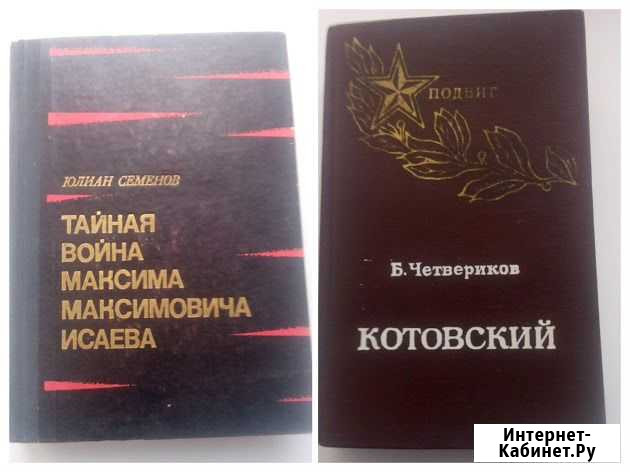 ЮЛИАН СЕМЕНОВ
ТАЙНАЯ
ВОЙНА
МАКСИМА
МАКСИМОВИЧА
ИСАЕВА
ПОДВИГ
Б. Четвериков
КОТОВСКИЙ
Интернет-
Кабинет.Ру